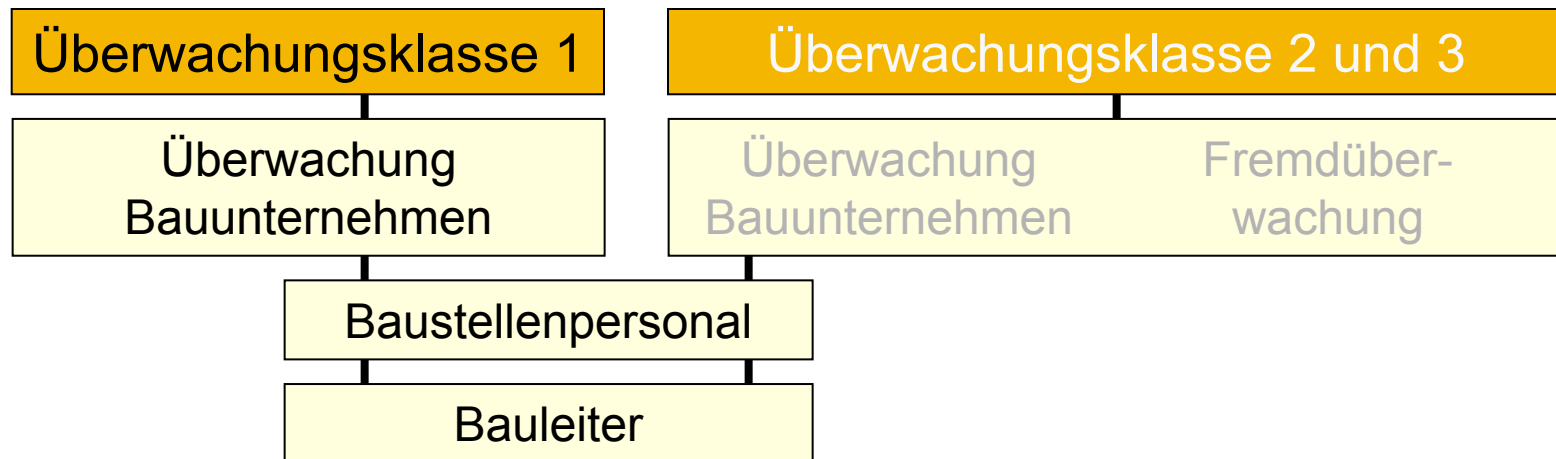 Überwachungsklasse 1
Überwachungsklasse 2 und 3
Überwachung
Bauunternehmen
Überwachung
Bauunternehmen
Fremdüber-
wachung
Baustellenpersonal
Bauleiter